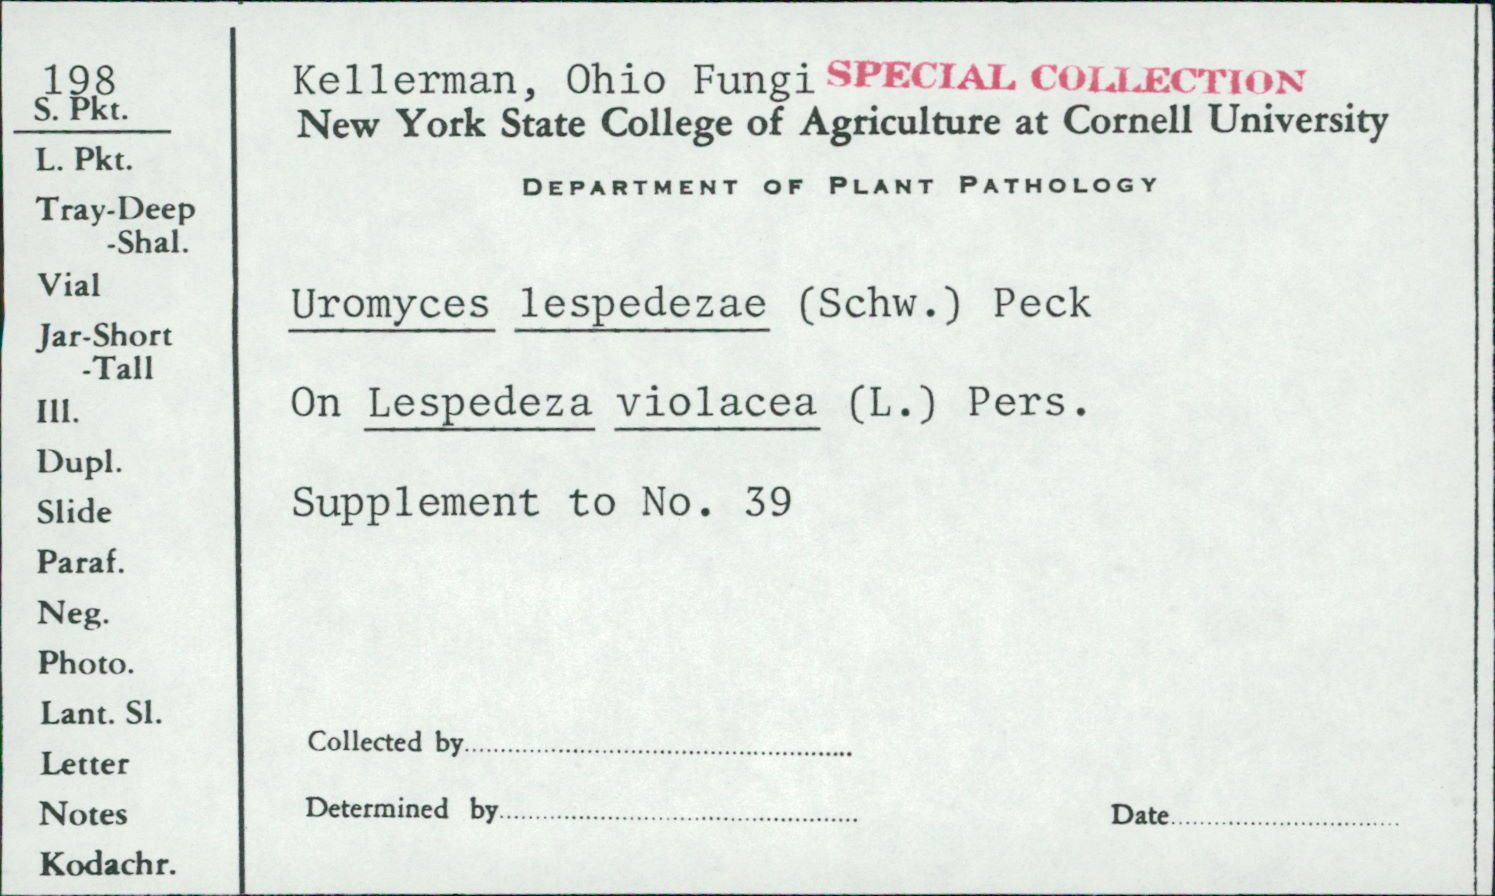 198
S. Pkt.
L. Pkt.
Tray-Deep
-Shal.
Vial
Jar-Short
-Tall
Ill.
Dupl.
Slide
Paraf.
Neg.
Photo.
Lant. Sl.
Letter
Notes
Kodachr.
Kellerman, Ohio Fungi SPECIAL COLLECTION
New York State College of Agriculture at Cornell University
DEPARTMENT OF PLANT PATHOLOGY
Uromyces lespedezae (Schw.) Peck
On Lespedeza violacea (L.) Pers.
Supplement to No. 39
Collected by
Determined by
Date